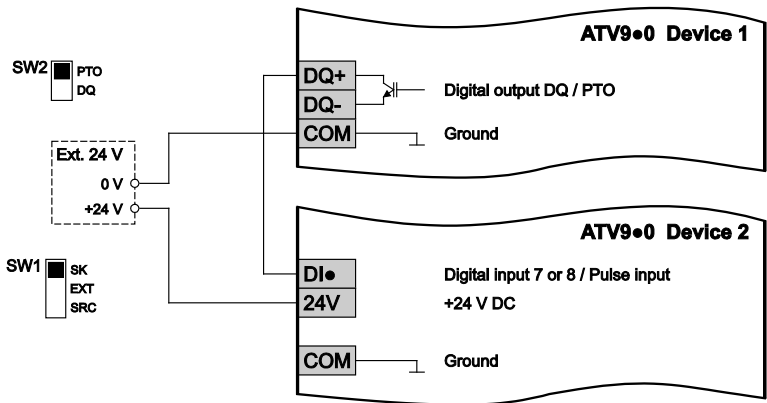 ATV9●0 Device 1
SW2
PTO
DQ
DQ+
DQ-
COM
Digital output DQ / PTO
Ground
Ext. 24 V
0 V
+24 V
ATV9●0 Device 2
SW1
SK
EXT
SRC
DI●
24V
COM
Digital input 7 or 8 / Pulse input
+24 V DC
Ground